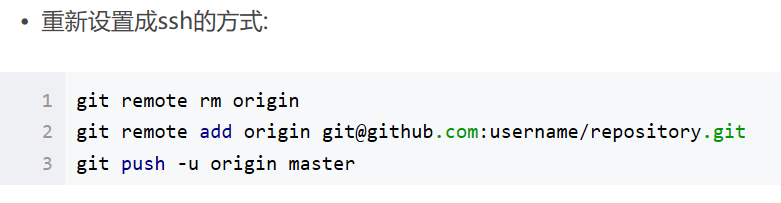 • 重新设置成ssh的方式:
1 git remote rm origin
2 git remote add origin git@github.com:username/repository.git
3 git push -u origin master